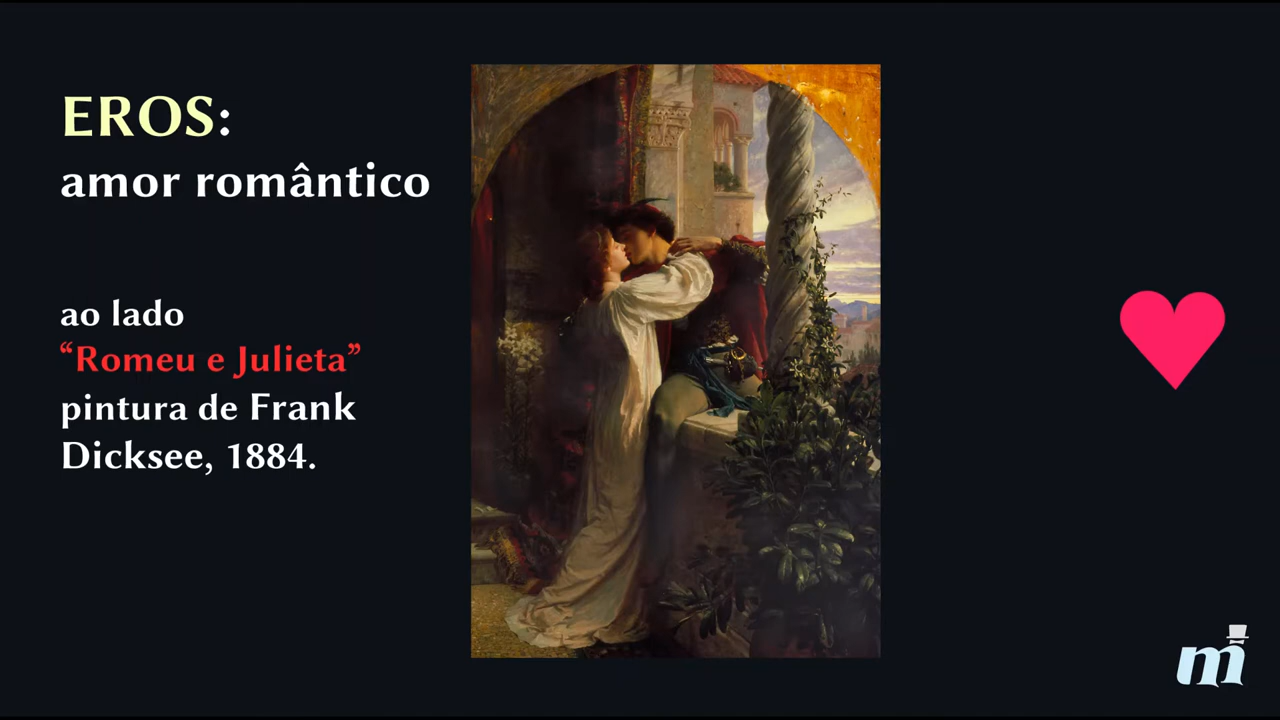 EROS:
amor romântico
ao lado
“Romeu e Julieta”
pintura de Frank
Dicksee, 1884.
m